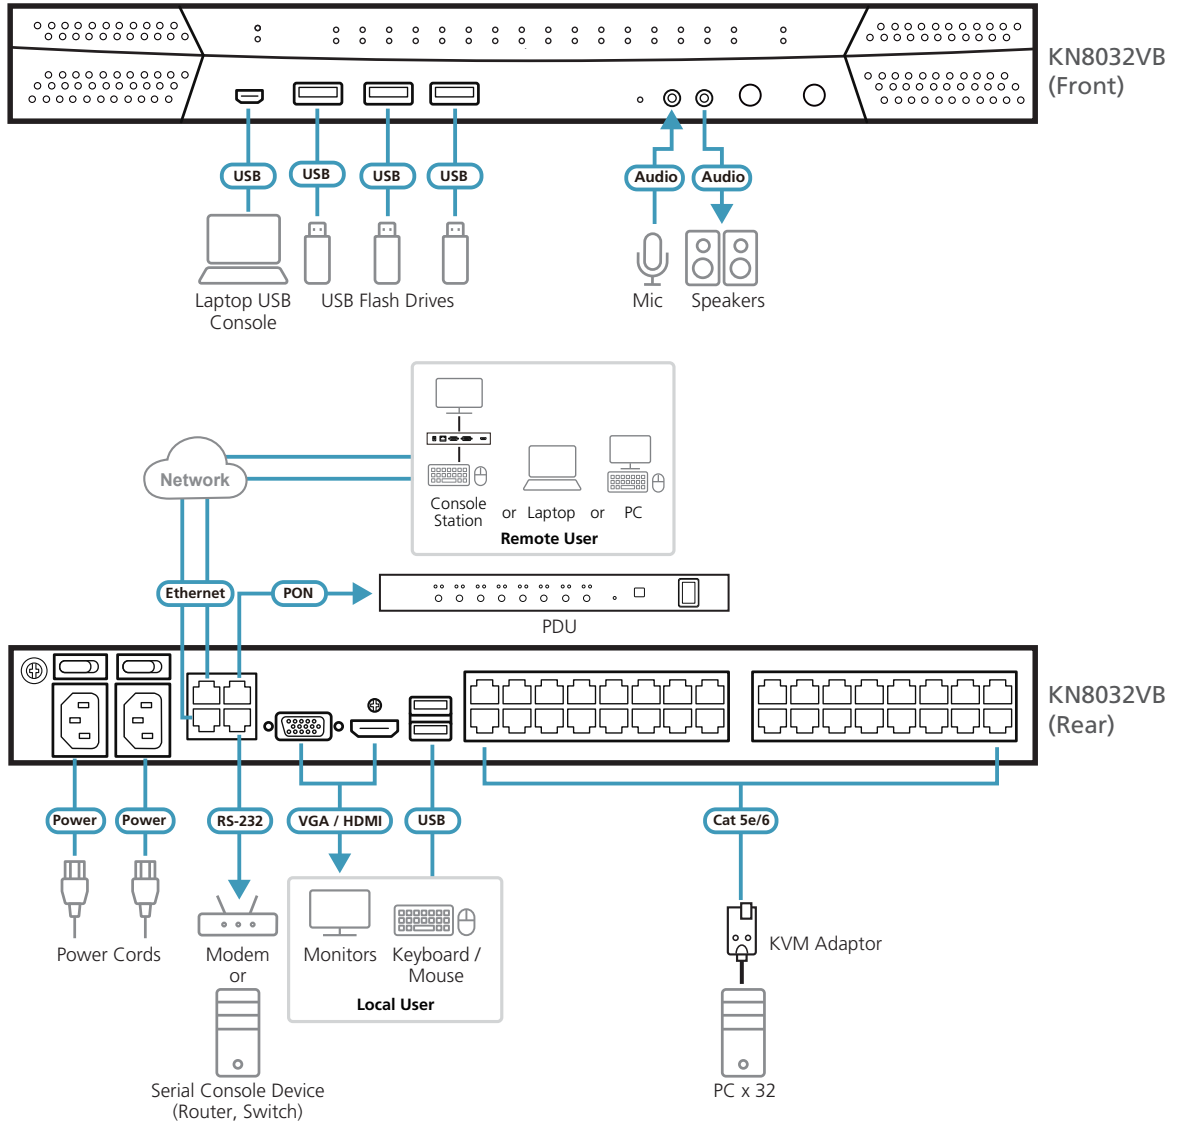 KN8032VB
(Front)
USB
USB
USB
USB
Audio
Audio
Laptop USB
Console
USB Flash Drives
Mic
Speakers
Network
Console
Station
or
Laptop
or
PC
Remote User
Ethernet
PON
PDU
KN8032VB
(Rear)
Power
Power
RS-232
VGA / HDMI
USB
Cat 5e/6
Power Cords
Modem
or
Monitors
Keyboard /
Mouse
Local User
KVM Adaptor
Serial Console Device
(Router, Switch)
PC x 32